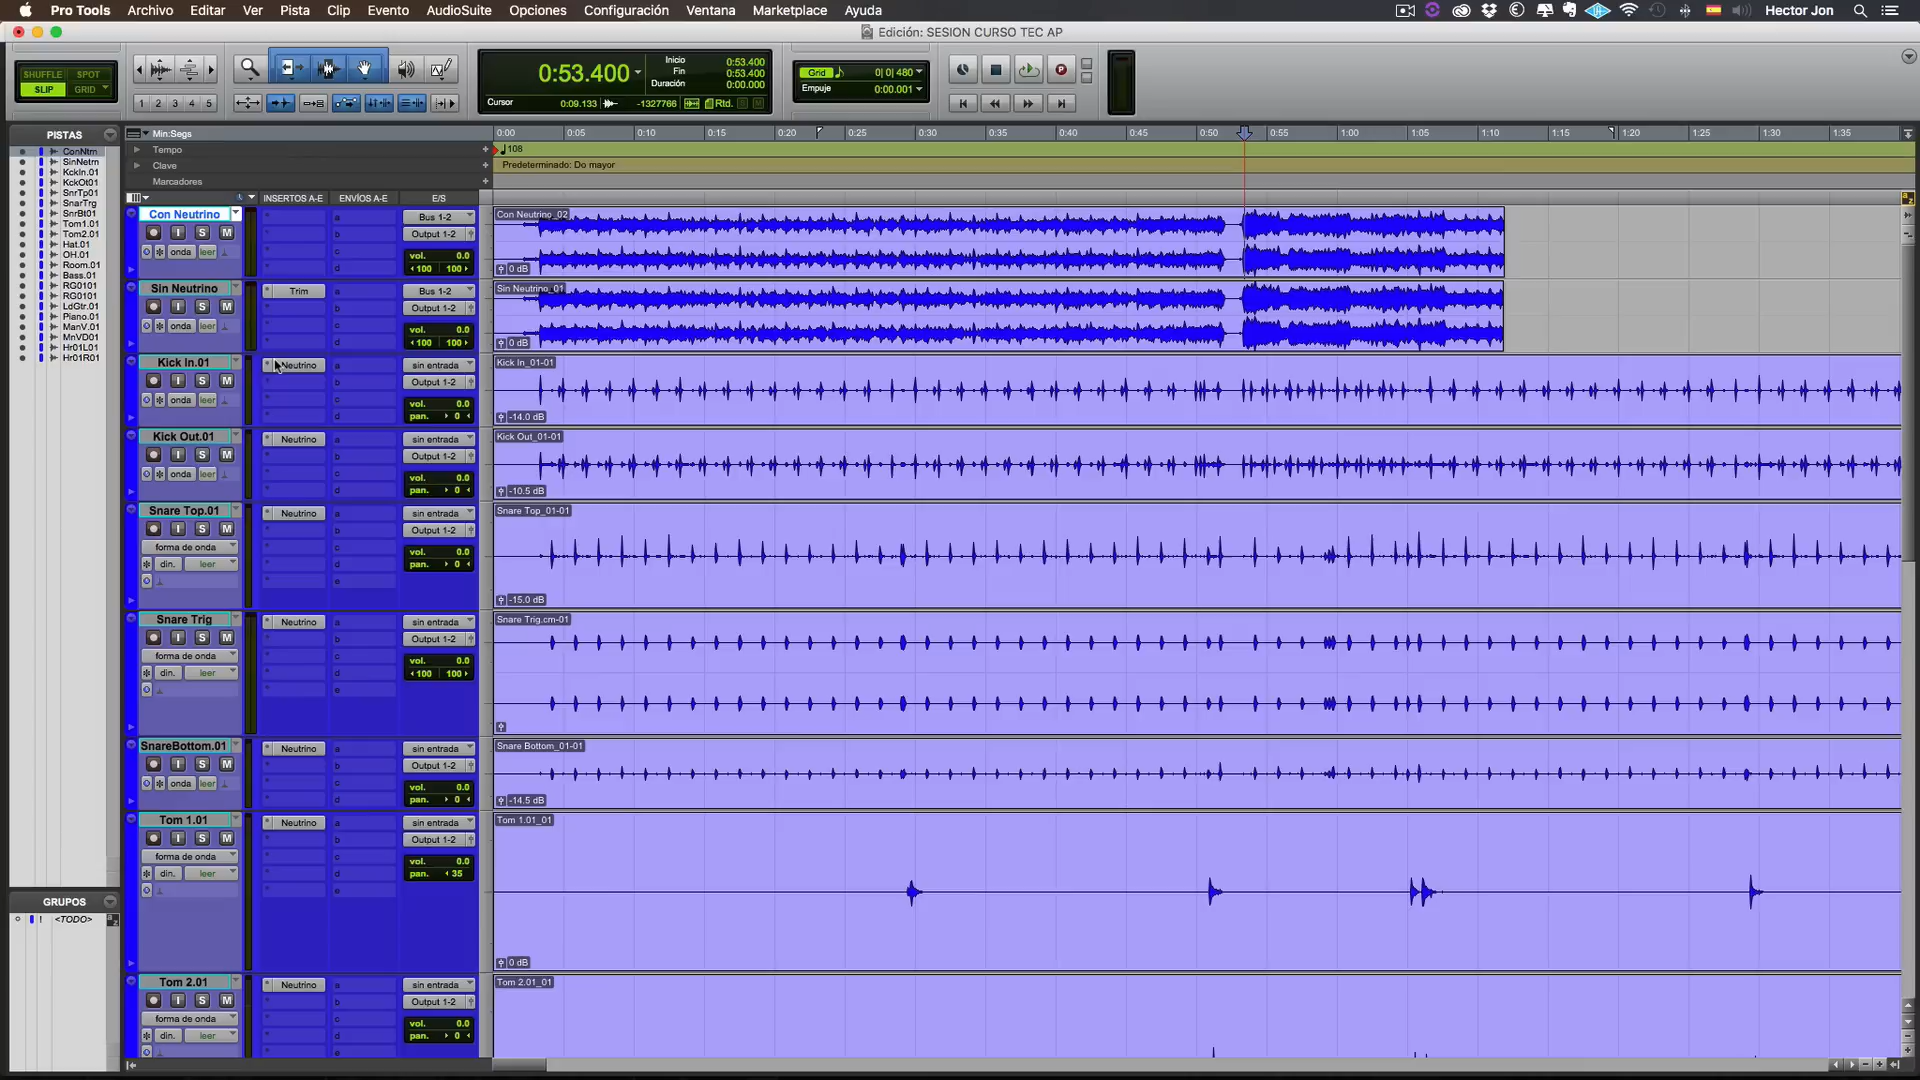 Pro Tools Archivo Editar Ver Pista Clip Evento AudioSuite Opciones Configuración Ventana Marketplace Ayuda Hector Jon
Edición: SESION CURSO TEC AP
SHUFFLE SPOT
SLIP GRID
1 2 3 4 5
0:53.400
Inicio 0:53.400
Fin 0:53.400
Duración 0:00.000
Cursor 0:09.133 -1327766 Rtd.
Grid 0| 0| 480
Empuje 0:00.001
PISTAS
ConNtrn
SinNetrn
KckIn.01
KckOt01
SnrTp01
SnarTrg
SnrBt01
Tom1.01
Tom2.01
Hat.01
OH.01
Room.01
Bass.01
RG0101
RG0101
LdGtr.01
Piano.01
ManV.01
MnVD01
Hr01L01
Hr01R01
GRUPOS
! <TODO>
Min:Segs
0:00 0:05 0:10 0:15 0:20 0:25 0:30 0:35 0:40 0:45 0:50 0:55 1:00 1:05 1:10 1:20 1:25 1:30 1:35
Tempo 108
Clave Predeterminado: Do mayor
Marcadores
INSERTOS A-E ENVÍOS A-E E/S
Con Neutrino
I S M
onda leer
a b c d
Bus 1-2
Output 1-2
vol. 0.0
100 100
Con Neutrino_02
0 dB
Sin Neutrino
I S M
onda leer
Trim
a b c d
Bus 1-2
Output 1-2
vol. 0.0
100 100
Sin Neutrino_01
0 dB
Kick In.01
I S M
onda leer
Neutrino
a b c d
sin entrada
Output 1-2
vol. 0.0
pan. 0
Kick In_01-01
-14.0 dB
Kick Out.01
I S M
onda leer
Neutrino
a b c d
sin entrada
Output 1-2
vol. 0.0
pan. 0
Kick Out_01-01
-10.5 dB
Snare Top.01
I S M
forma de onda
din. leer
Neutrino
a b c d e
sin entrada
Output 1-2
vol. 0.0
pan. 0
Snare Top_01-01
-15.0 dB
Snare Trig
I S M
forma de onda
din. leer
Neutrino
a b c d e
sin entrada
Output 1-2
vol. 0.0
100 100
Snare Trig.cm-01
SnareBottom.01
I S M
onda leer
Neutrino
a b c d
sin entrada
Output 1-2
vol. 0.0
pan. 0
Snare Bottom_01-01
-14.5 dB
Tom 1.01
I S M
forma de onda
din. leer
Neutrino
a b c d e
sin entrada
Output 1-2
vol. 0.0
pan. 35
Tom 1.01_01
0 dB
Tom 2.01
I S M
forma de onda
din. leer
Neutrino
a b c d e
sin entrada
Output 1-2
vol. 0.0
pan. 0
Tom 2.01_01